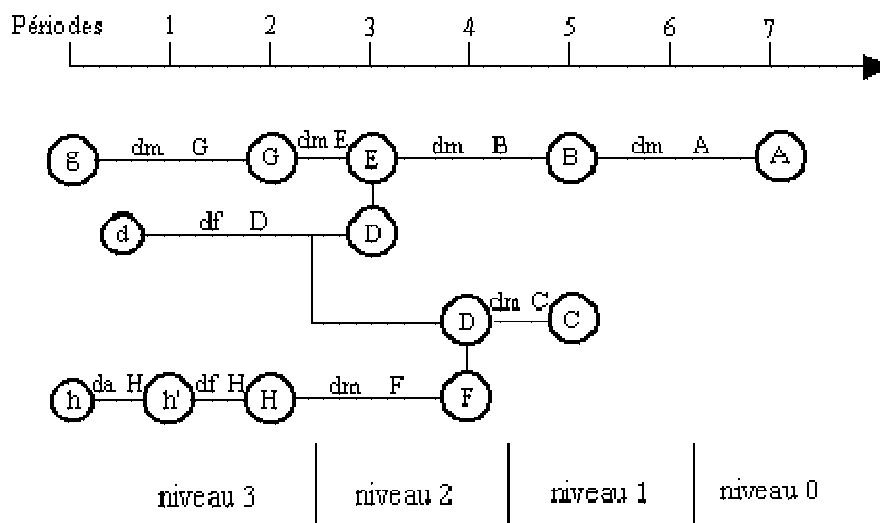 Périodes 1 2 3 4 5 6 7
g dm G G dm E E dm B B dm A A
d df D D
D dm C C
h da H h' df H H dm F F
niveau 3 niveau 2 niveau 1 niveau 0